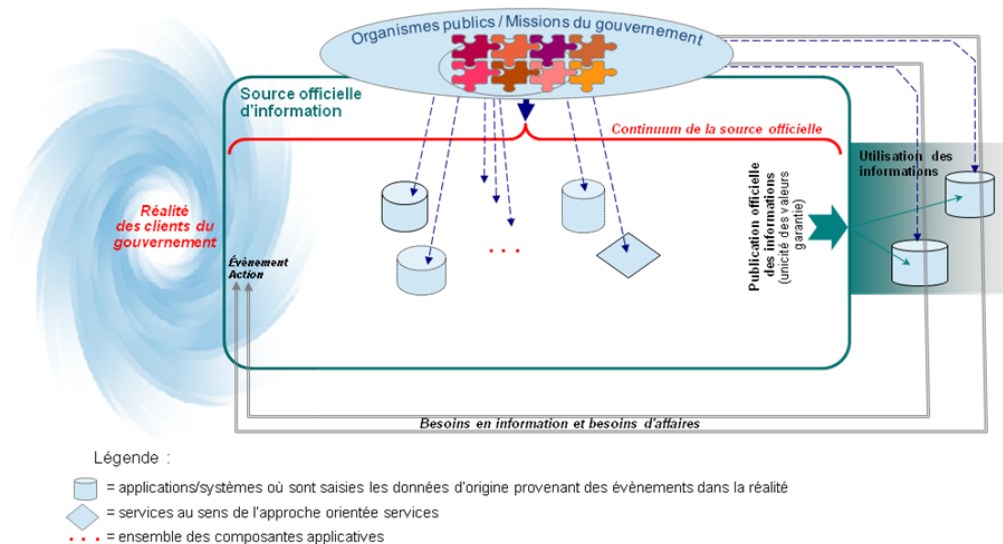 Organismes publics / Missions du gouvernement
Source officielle
d'information
Continuum de la source officielle
Utilisation des
informations
Réalité
des clients du
gouvernement
Évènement
Action
Publication officielle
des informations
(unicité des valeurs
garantie)
...
Besoins en information et besoins d'affaires
Légende :
= applications/systèmes où sont saisies les données d'origine provenant des évènements dans la réalité
= services au sens de l'approche orientée services
... = ensemble des composantes applicatives